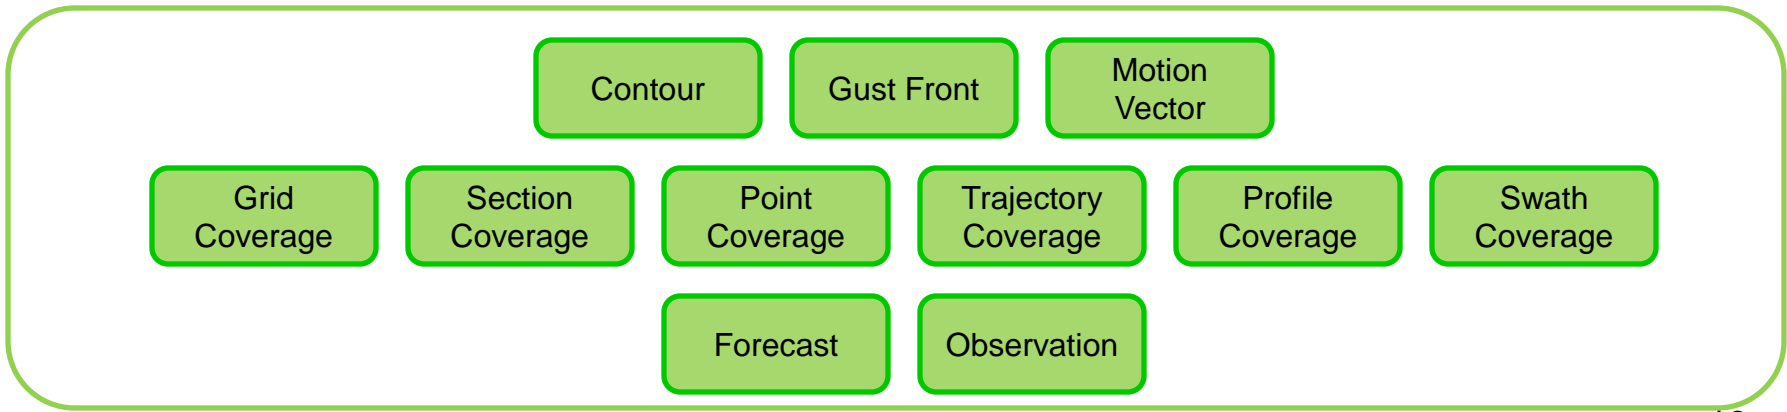 Contour
Gust Front
Motion
Vector
Grid
Coverage
Section
Coverage
Point
Coverage
Trajectory
Coverage
Profile
Coverage
Swath
Coverage
Forecast
Observation